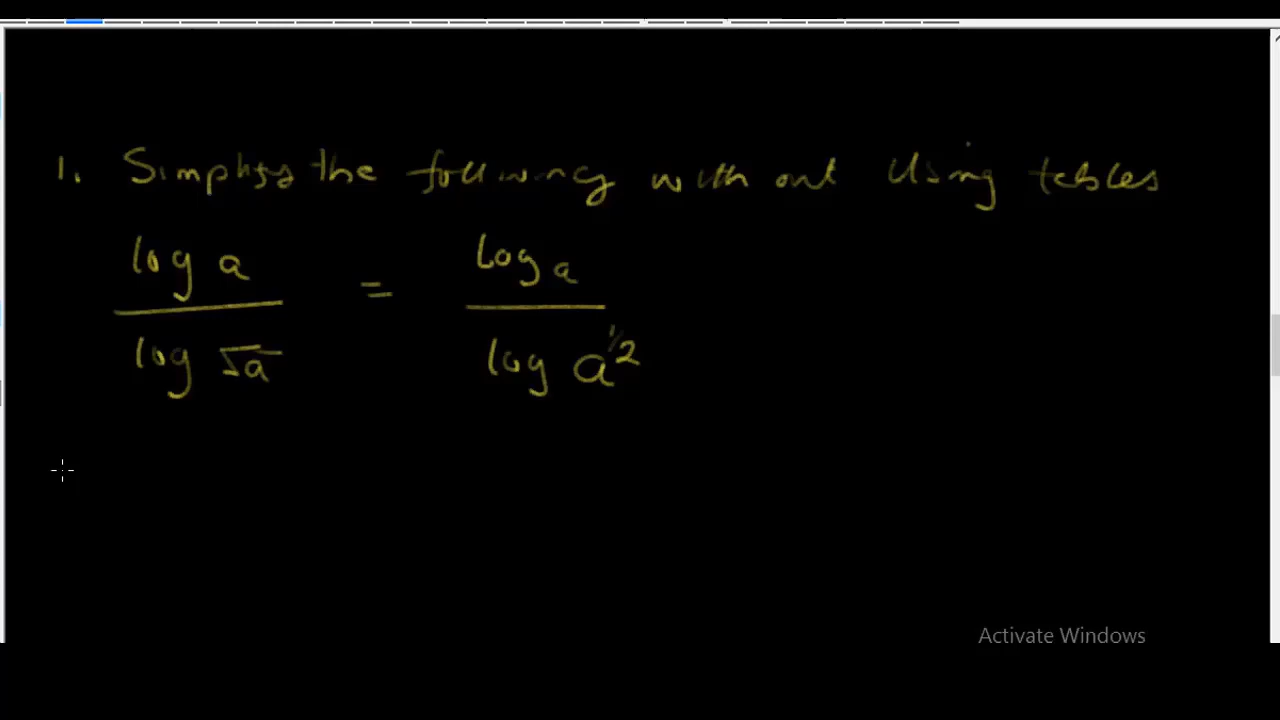 1. Simplify the following with out Using tables
log a / log √a = log a / log a^1/2
Activate Windows